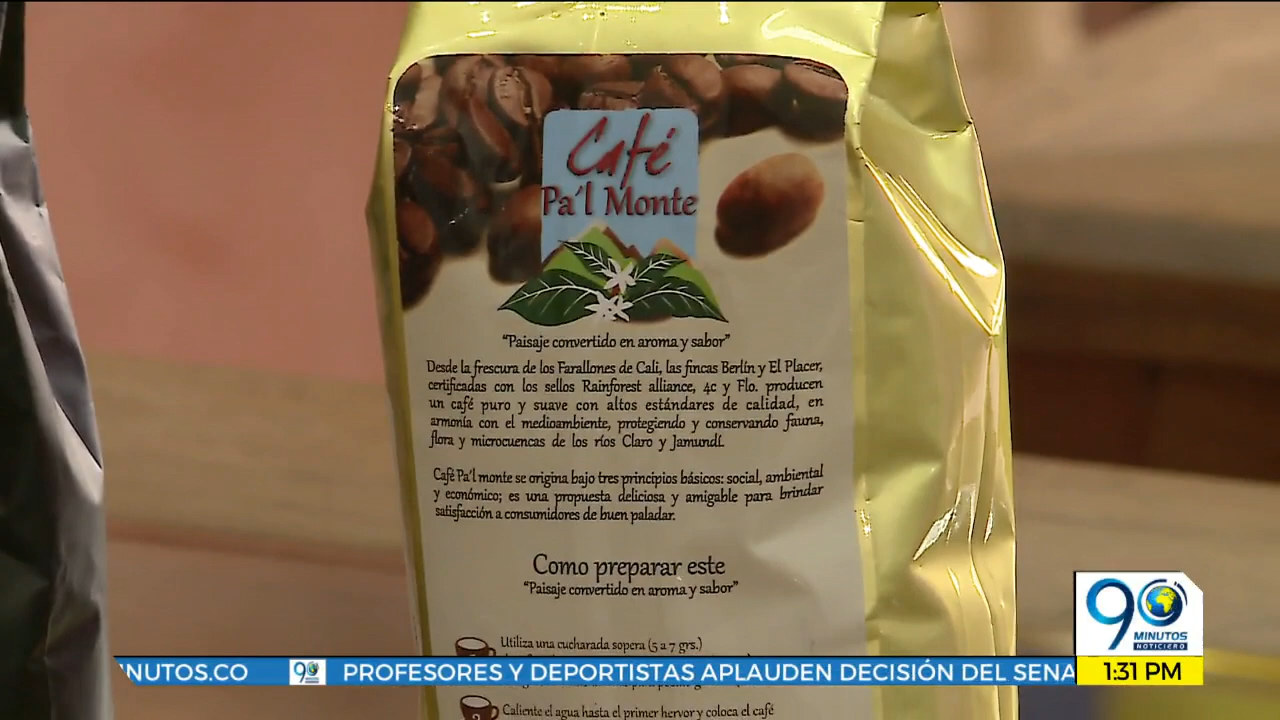 Café
Pa´l Monte
“Paisaje convertido en aroma y sabor”
Desde la frescura de los Farallones de Cali, las fincas Berlín y El Placer,
certificadas con los sellos Rainforest alliance, 4c y Flo. producen
un café puro y suave con altos estándares de calidad, en
armonía con el medioambiente, protegiendo y conservando fauna,
flora y microcuencas de los ríos Claro y Jamundí.
Café Pa´l monte se origina bajo tres principios básicos: social, ambiental
y económico; es una propuesta deliciosa y amigable para brindar
satisfacción a consumidores de buen paladar.
Como preparar este
“Paisaje convertido en aroma y sabor”
Utiliza una cucharada sopera (5 a 7 grs.)
Caliente el agua hasta el primer hervor y coloca el café
90
MINUTOS
NOTICIERO
1:31 PM
NUTOS.CO 90 PROFESORES Y DEPORTISTAS APLAUDEN DECISIÓN DEL SENA